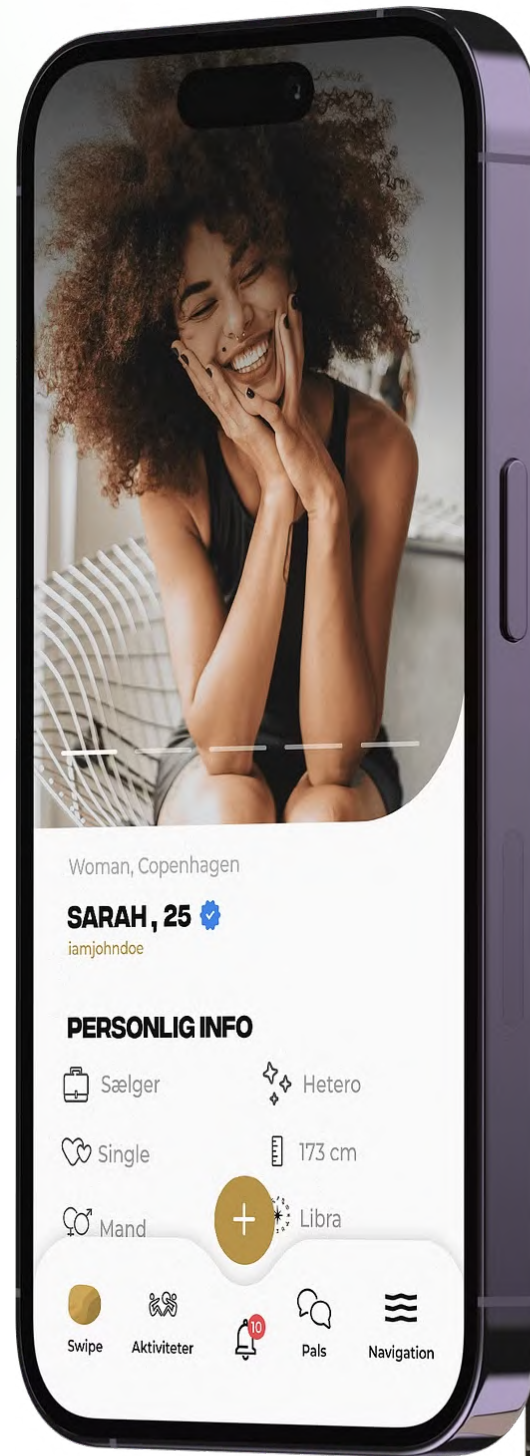 Woman, Copenhagen
SARAH, 25
iamjohndoe
PERSONLIG INFO
Sælger
Hetero
Single
173 cm
Mand
Libra
10
Swipe
Aktiviteter
Pals
Navigation